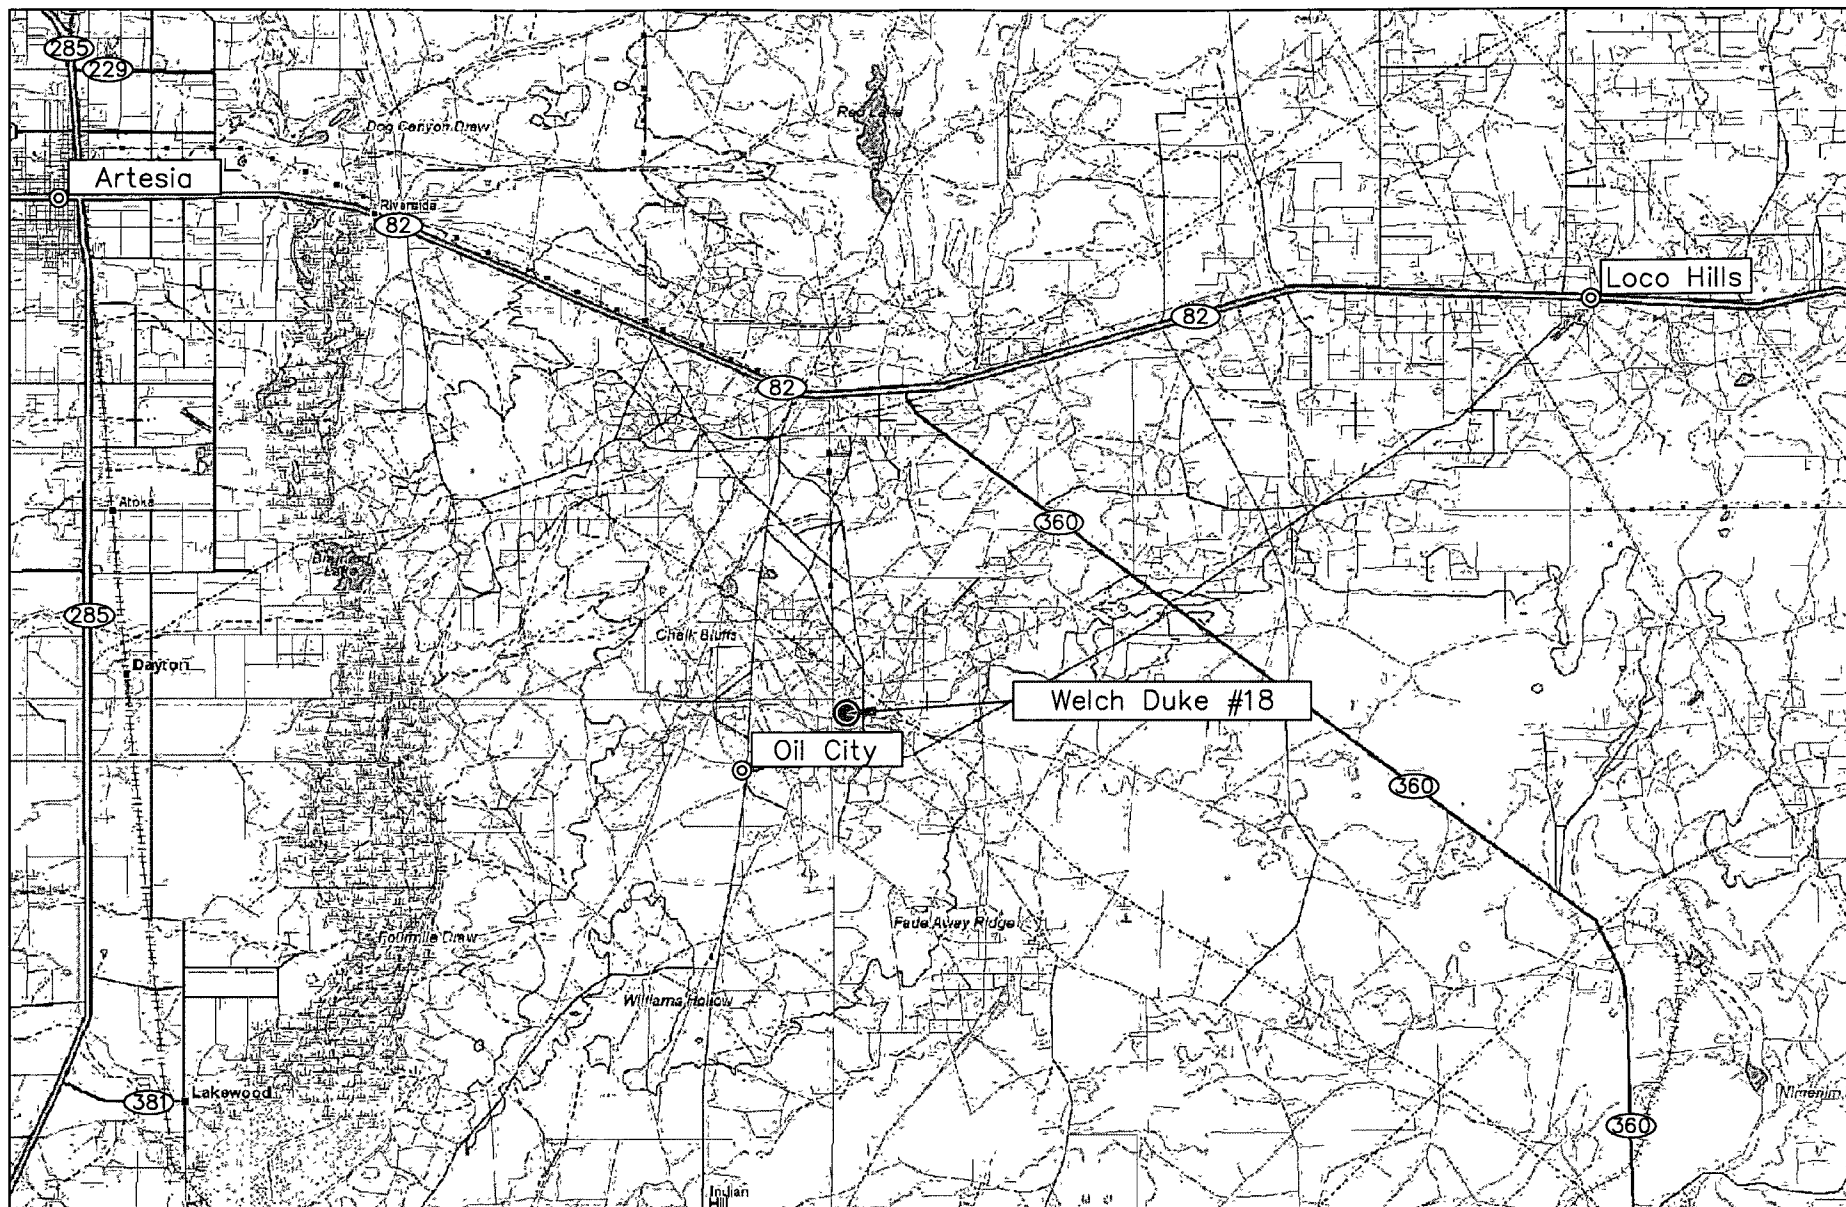 285
229
Dog Canyon Draw
Red Lake
Artesia
Riverside
82
Loco Hills
82
82
Atoka
360
Lake
285
Chalk Bluffs
Dayton
Welch Duke #18
Oil City
360
Fade Away Ridge
Fourmile Draw
Williams Hollow
381
Lakewood
360
Indian
Hill